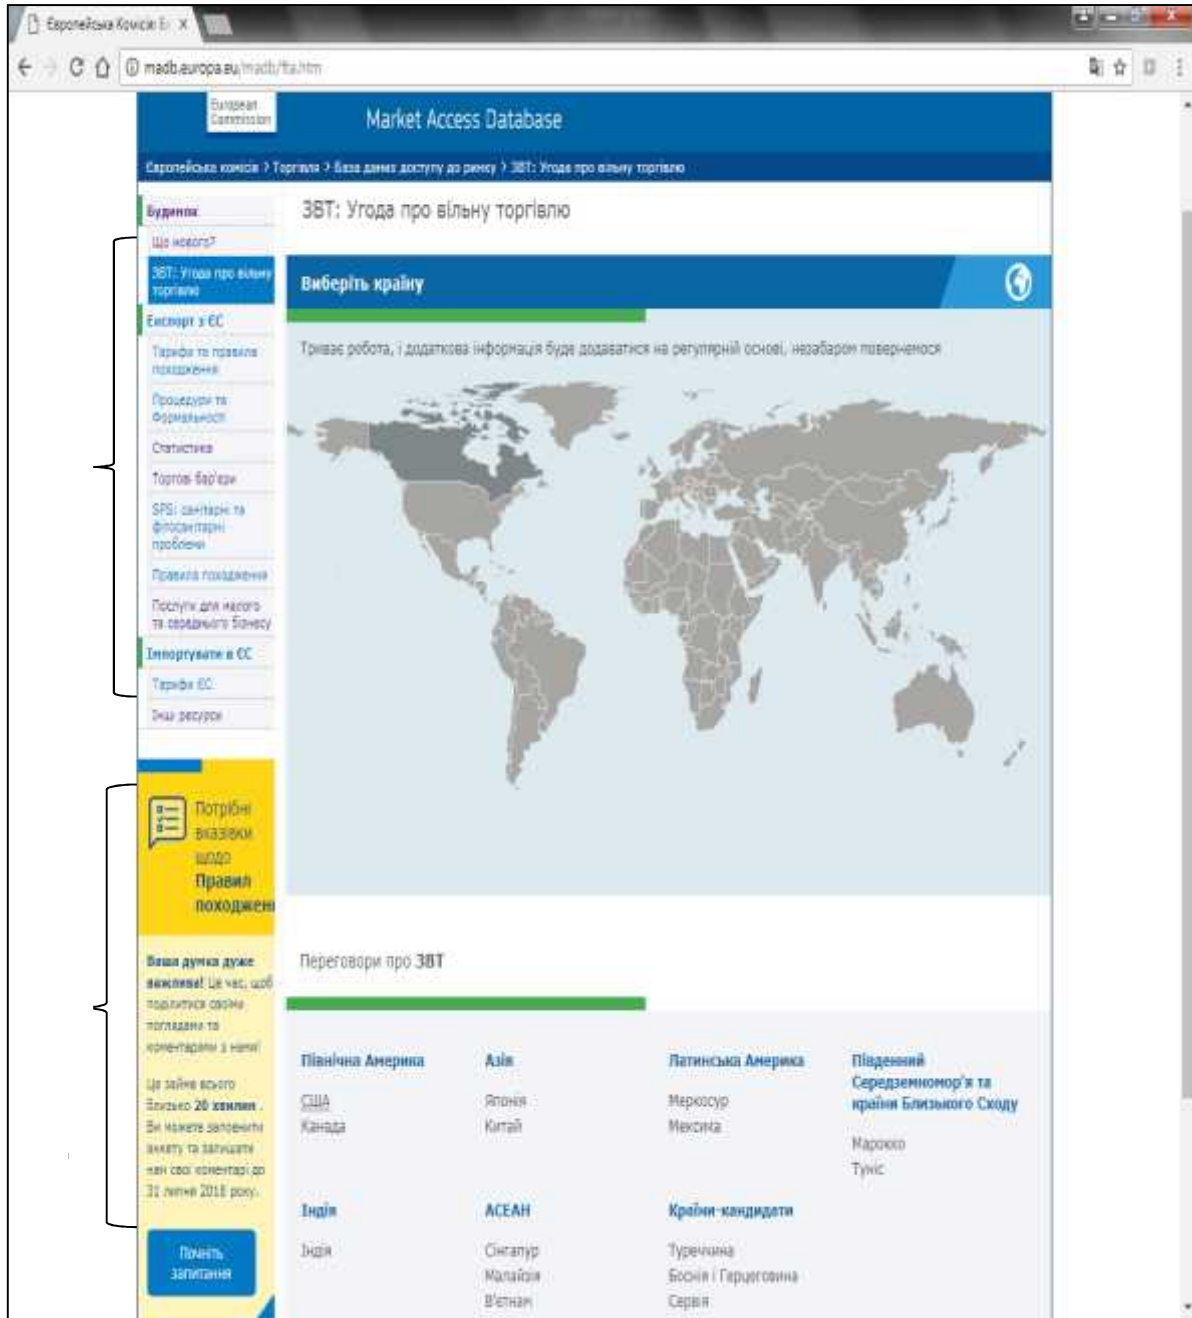 Європейська Комісія Б
madb.europa.eu/madb/fta.htm
European
Commission
Market Access Database
Європейська комісія > Торгівля > База даних доступу до ринку > ЗВТ: Угода про вільну торгівлю
Будинок
Що нового?
ЗВТ: Угода про вільну
торгівлю
Експорт з ЄС
Тарифи та правила
походження
Процедури та
Формальності
Статистика
Торгові бар'єри
SPS: санітарні та
фітосанітарні
проблеми
Правила походження
Послуги для малого
та середнього бізнесу
Імпортувати в ЄС
Тарифи ЄС
Інші ресурси
Потрібні
вказівки
щодо
Правил
походжен
Ваша думка дуже
важлива! Це час, щоб
поділитися своїми
поглядами та
коментарями з нами!
Це займе всього
близько 20 хвилин .
Ви можете заповнити
анкету та залишати
нам свої коментарі до
31 липня 2018 року.
Почніть
запитання
ЗВТ: Угода про вільну торгівлю
Виберіть країну
Триває робота, і додаткова інформація буде додаватися на регулярній основі, незабаром повернемося
Переговори про ЗВТ
Північна Америка
США
Канада
Азія
Японія
Китай
Латинська Америка
Меркосур
Мексика
Південний
Середземномор'я та
країни Близького Сходу
Марокко
Туніс
Індія
Індія
АСЕАН
Сінгапур
Малайзія
В'єтнам
Країни-кандидати
Туреччина
Боснія і Герцеговина
Сербія